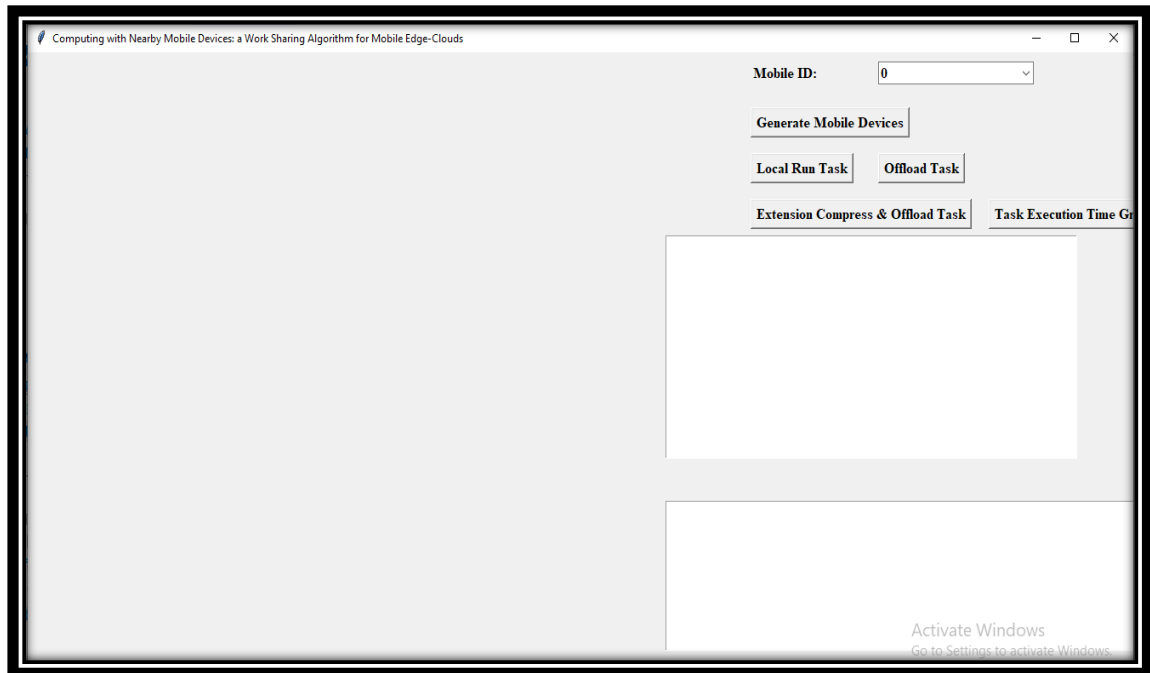 Computing with Nearby Mobile Devices: a Work Sharing Algorithm for Mobile Edge-Clouds
Mobile ID: 0
Generate Mobile Devices
Local Run Task Offload Task
Extension Compress & Offload Task Task Execution Time
Activate Windows
Go to Settings to activate Windows.